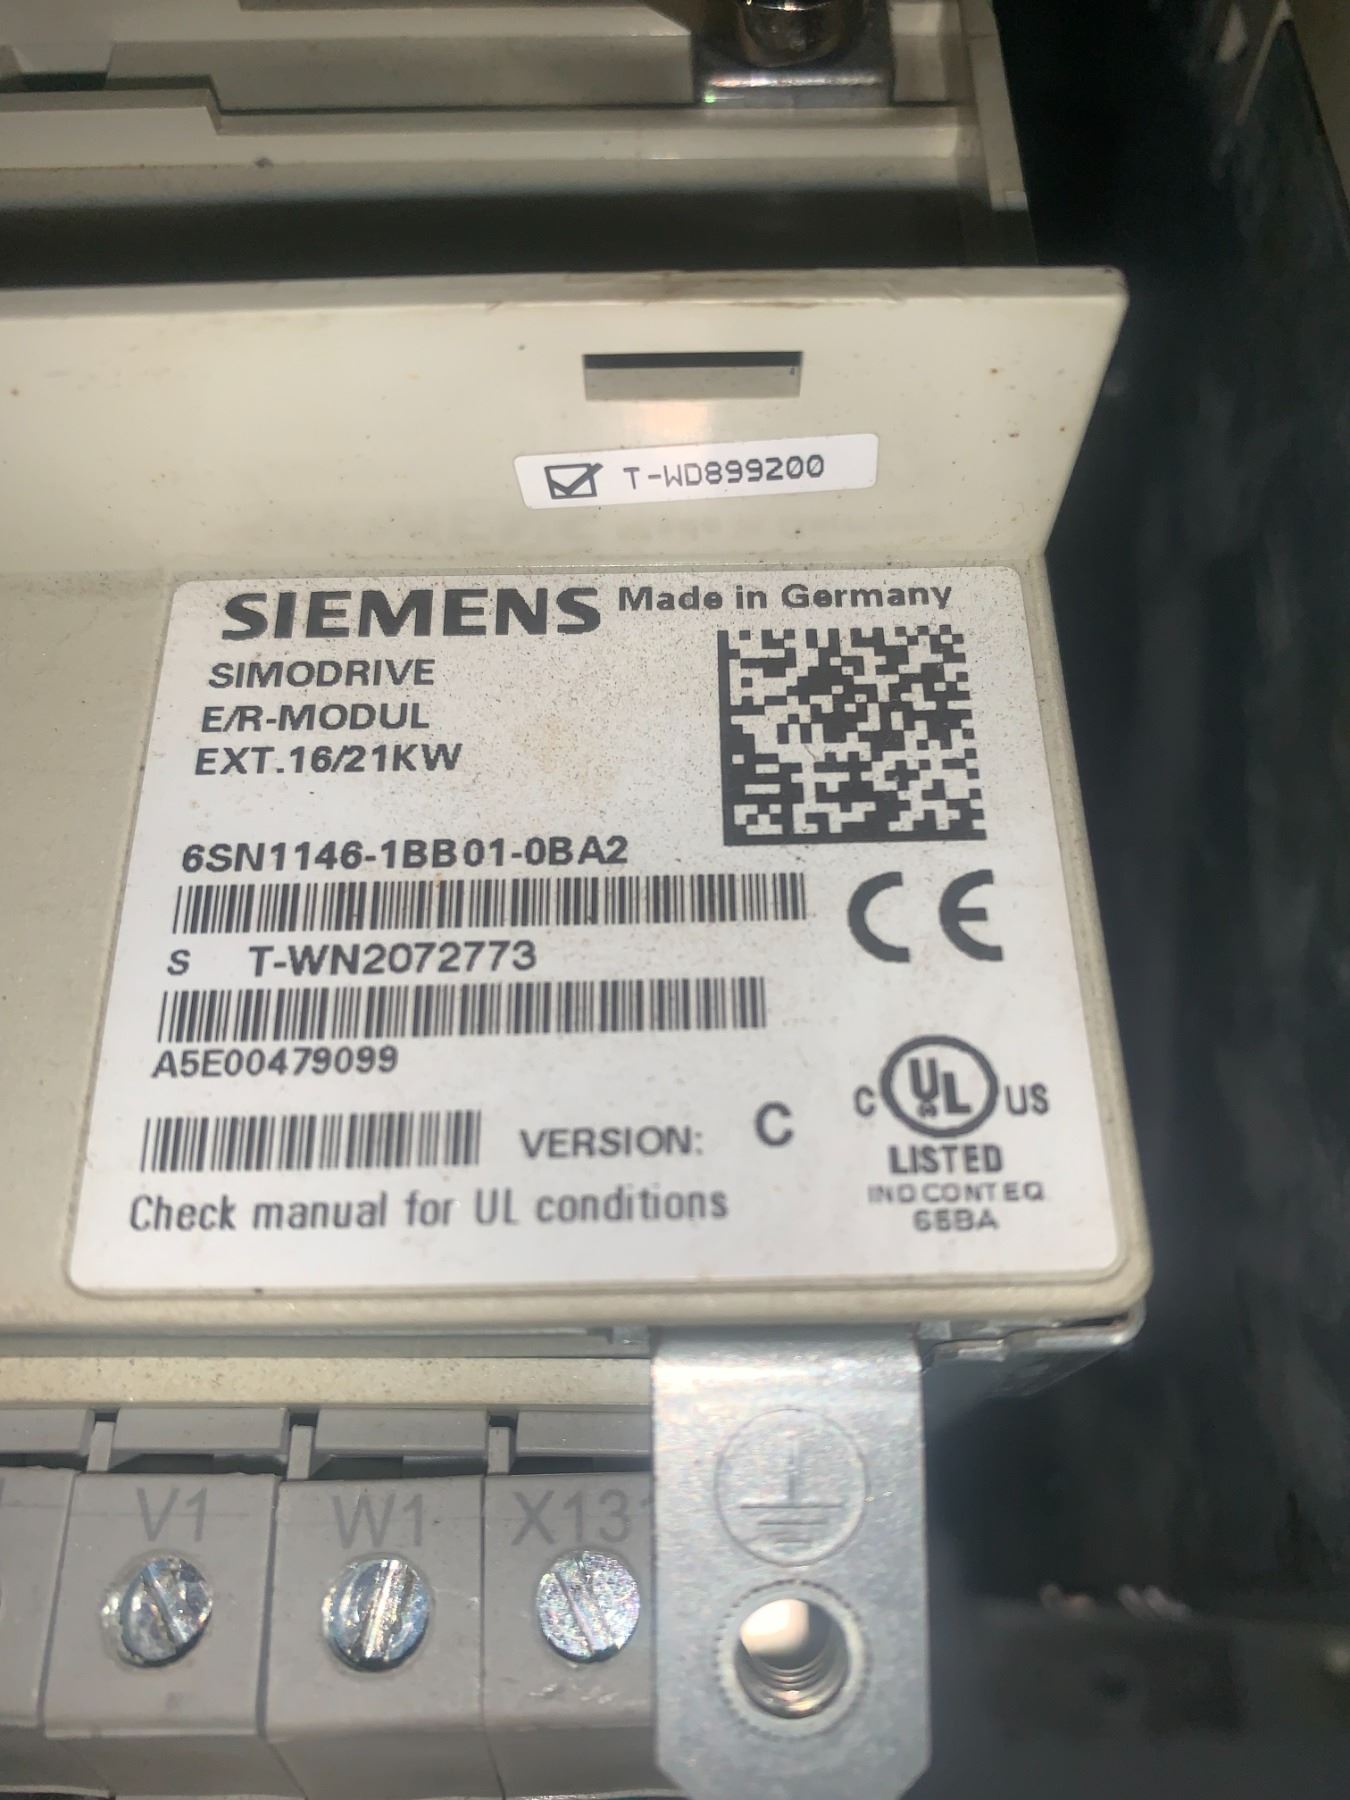 T-WD899200
SIEMENS Made in Germany
SIMODRIVE
E/R-MODUL
EXT.16/21KW
6SN1146-1BB01-0BA2
S T-WN2072773
A5E00479099
VERSION: C
Check manual for UL conditions
CE
C UL US
LISTED
IND CONT EQ
V1 W1 X131